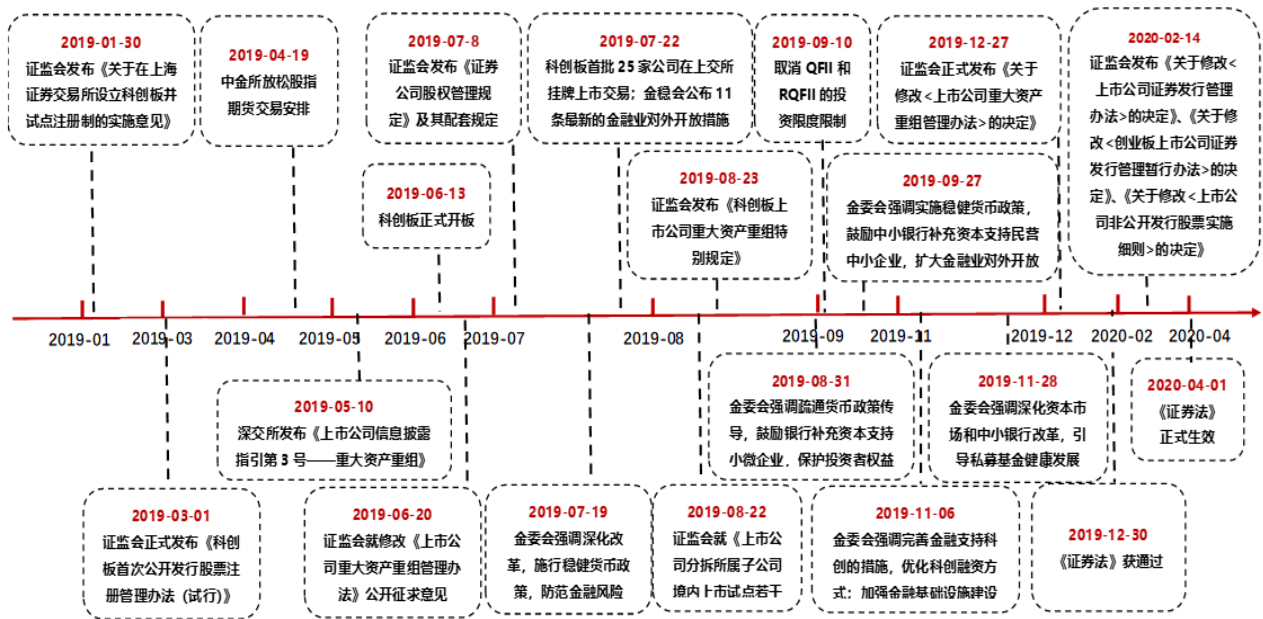 2019-01-30
证监会发布《关于在上海
证券交易所设立科创板并
试点注册制的实施意见》
2019-04-19
中金所放松股指
期货交易安排
2019-07-8
证监会发布《证券
公司股权管理规
定》及其配套规定
2019-07-22
科创板首批 25 家公司在上交所
挂牌上市交易；金稳会公布 11
条最新的金融业对外开放措施
2019-09-10
取消 QFII 和
RQFII 的投
资限度限制
2019-12-27
证监会正式发布《关于
修改<上市公司重大资产
重组管理办法>的决定》
2020-02-14
证监会发布《关于修改<
上市公司证券发行管理
办法>的决定》、《关于修
改<创业板上市公司证券
发行管理暂行办法>的决
定》、《关于修改<上市公
司非公开发行股票实施
细则>的决定》
2019-06-13
科创板正式开板
2019-08-23
证监会发布《科创板上
市公司重大资产重组特
别规定》
2019-09-27
金委会强调实施稳健货币政策，
鼓励中小银行补充资本支持民营
中小企业，扩大金融业对外开放
2019-01
2019-03
2019-04
2019-05
2019-06
2019-07
2019-08
2019-09
2019-11
2019-12
2020-02
2020-04
2019-05-10
深交所发布《上市公司信息披露
指引第 3 号——重大资产重组》
2019-08-31
金委会强调疏通货币政策传
导，鼓励银行补充资本支持
小微企业，保护投资者权益
2019-11-28
金委会强调深化资本市
场和中小银行改革，引
导私募基金健康发展
2020-04-01
《证券法》
正式生效
2019-03-01
证监会正式发布《科创
板首次公开发行股票注
册管理办法（试行）》
2019-06-20
证监会就修改《上市公
司重大资产重组管理办
法》公开征求意见
2019-07-19
金委会强调深化改
革，施行稳健货币政
策，防范金融风险
2019-08-22
证监会就《上市公
司分拆所属子公司
境内上市试点若干
2019-11-06
金委会强调完善金融支持科
创的措施，优化科创融资方
式；加强金融基础设施建设
2019-12-30
《证券法》获通过